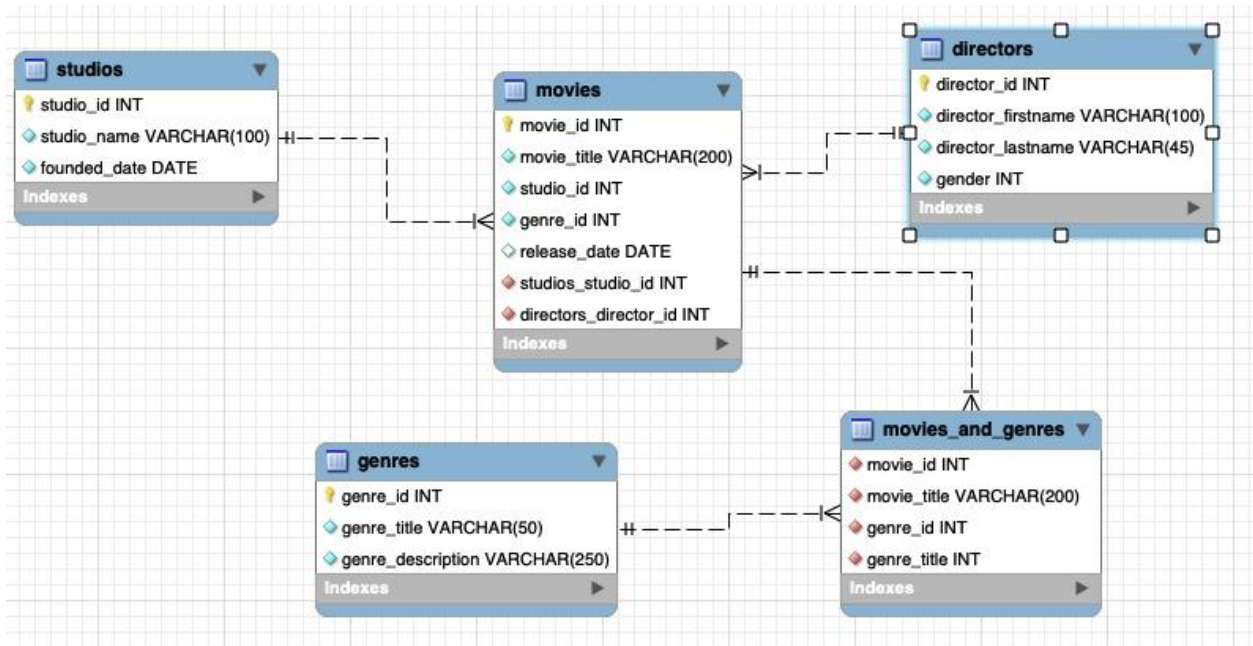 studios
studio_id INT
studio_name VARCHAR(100)
founded_date DATE
Indexes
movies
movie_id INT
movie_title VARCHAR(200)
studio_id INT
genre_id INT
release_date DATE
studios_studio_id INT
directors_director_id INT
Indexes
directors
director_id INT
director_firstname VARCHAR(100)
director_lastname VARCHAR(45)
gender INT
Indexes
genres
genre_id INT
genre_title VARCHAR(50)
genre_description VARCHAR(250)
Indexes
movies_and_genres
movie_id INT
movie_title VARCHAR(200)
genre_id INT
genre_title INT
Indexes